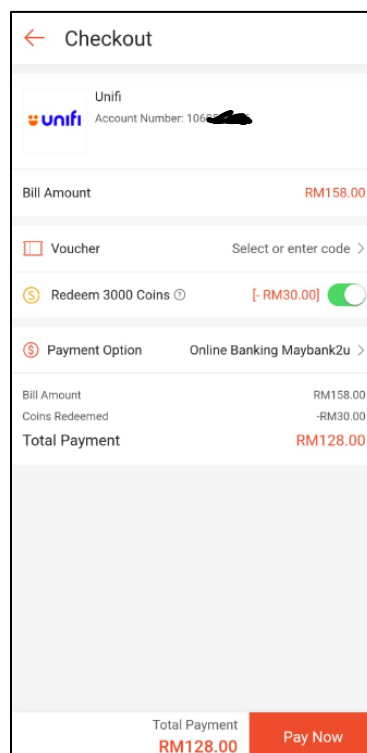 Checkout
Unifi
unifi
Account Number: 106
Bill Amount RM158.00
Voucher Select or enter code >
Redeem 3000 Coins ? [- RM30.00]
Payment Option Online Banking Maybank2u >
Bill Amount RM158.00
Coins Redeemed -RM30.00
Total Payment RM128.00
Total Payment
RM128.00 Pay Now